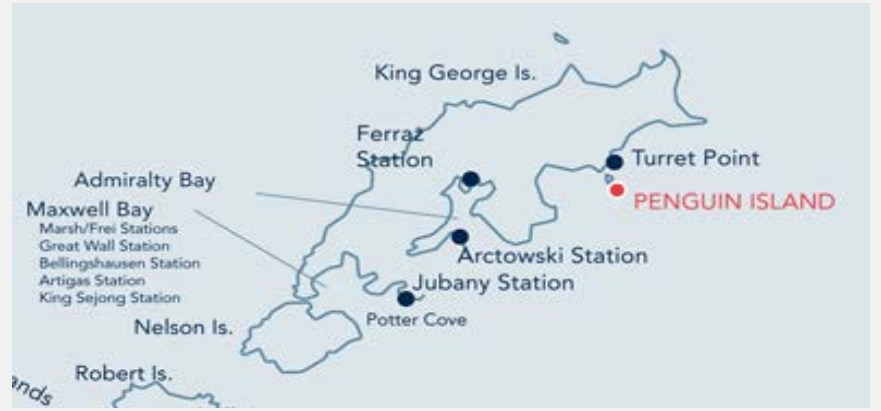 King George Is.
Ferraz
Station
Turret Point
Admiralty Bay
PENGUIN ISLAND
Maxwell Bay
Marsh/Frei Stations
Great Wall Station
Bellingshausen Station
Artigas Station
King Sejong Station
Arctowski Station
Jubany Station
Potter Cove
Nelson Is.
Robert Is.
ands